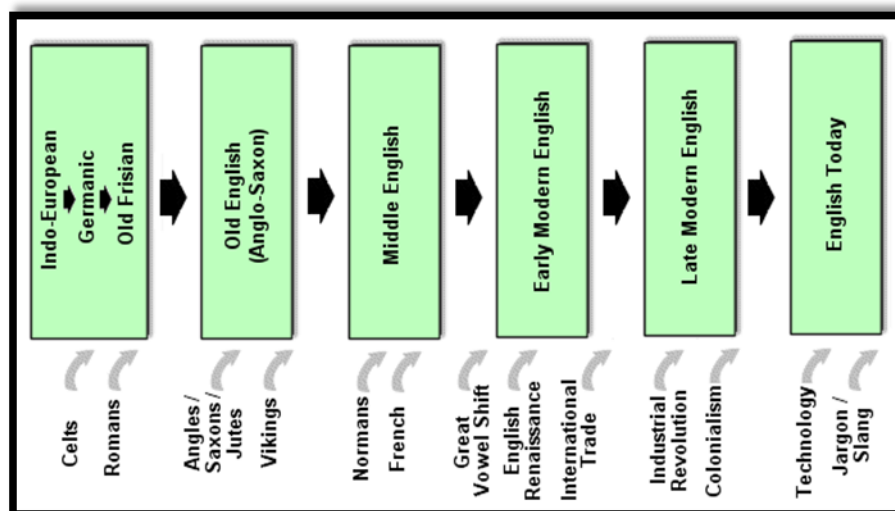 Indo-European
Germanic
Old Frisian
Old English
(Anglo-Saxon)
Middle English
Early Modern English
Late Modern English
English Today
Celts
Romans
Angles /
Saxons /
Jutes
Vikings
Normans
French
Great
Vowel Shift
English
Renaissance
International
Trade
Industrial
Revolution
Colonialism
Technology
Jargon /
Slang